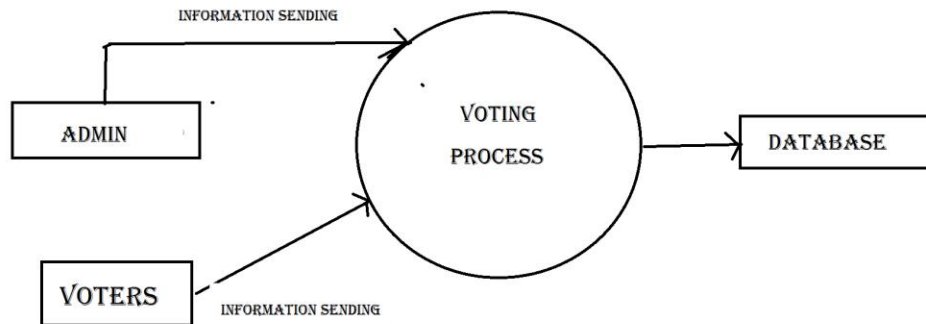 INFORMATION SENDING
ADMIN
VOTING
PROCESS
DATABASE
VOTERS
INFORMATION SENDING